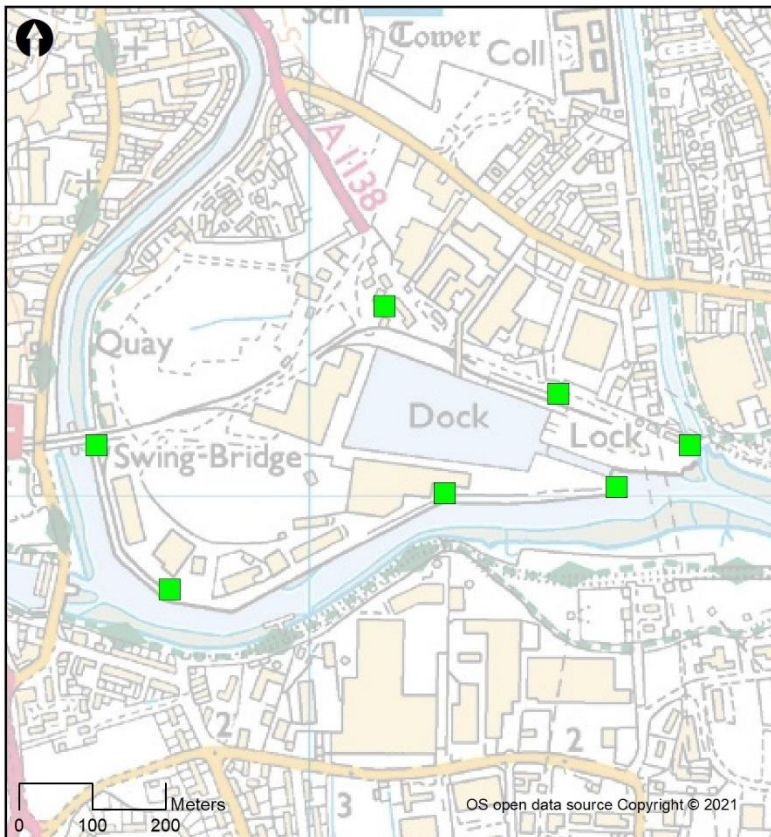 Sch
Tower
Coll
A 1138
Quay
Dock
Lock
Swing-Bridge
2
2
3
Meters
0 100 200
OS open data source Copyright © 2021